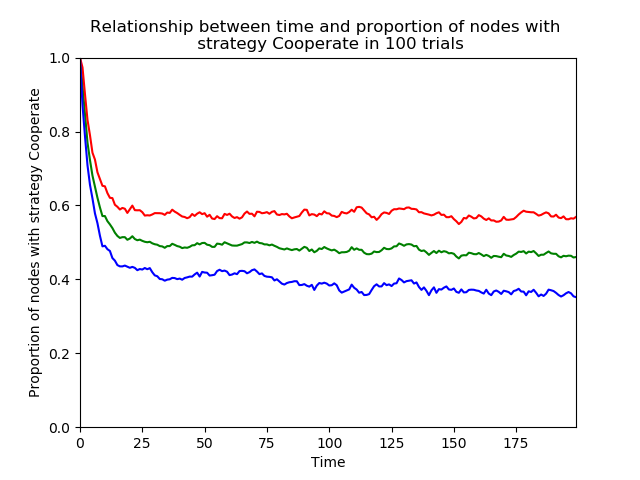 Relationship between time and proportion of nodes with
strategy Cooperate in 100 trials
1.0
0.8
0.6
0.4
0.2
0.0
Proportion of nodes with strategy Cooperate
0 25 50 75 100 125 150 175
Time